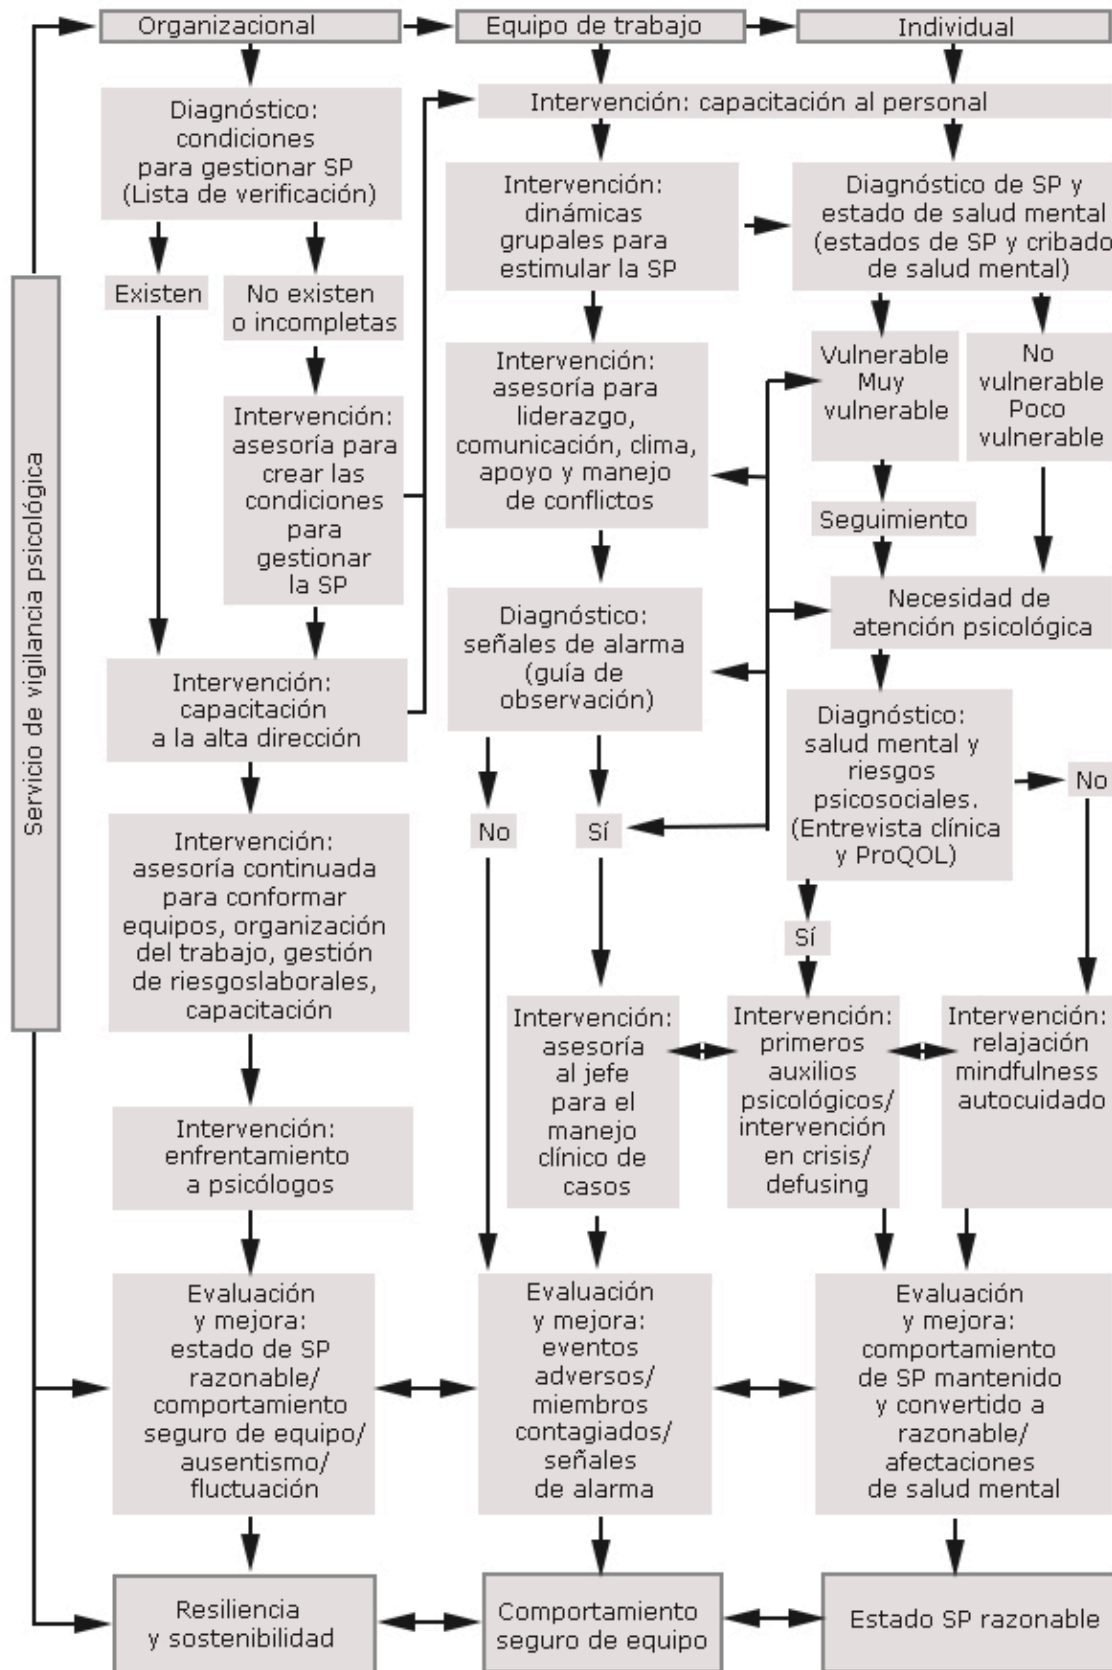 Organizacional
Equipo de trabajo
Individual
Servicio de vigilancia psicológica
Diagnóstico:
condiciones
para gestionar SP
(Lista de verificación)
Existen
No existen
o incompletas
Intervención:
asesoría para
crear las
condiciones
para
gestionar
la SP
Intervención:
capacitación
a la alta dirección
Intervención:
asesoría continuada
para conformar
equipos, organización
del trabajo, gestión
de riesgoslaborales,
capacitación
Intervención:
enfrentamiento
a psicólogos
Evaluación
y mejora:
estado de SP
razonable/
comportamiento
seguro de equipo/
ausentismo/
fluctuación
Resiliencia
y sostenibilidad
Intervención: capacitación al personal
Intervención:
dinámicas
grupales para
estimular la SP
Intervención:
asesoría para
liderazgo,
comunicación, clima,
apoyo y manejo
de conflictos
Diagnóstico:
señales de alarma
(guía de
observación)
No
Sí
Intervención:
asesoría
al jefe
para el
manejo
clínico de
casos
Evaluación
y mejora:
eventos
adversos/
miembros
contagiados/
señales
de alarma
Comportamiento
seguro de equipo
Diagnóstico de SP y
estado de salud mental
(estados de SP y cribado
de salud mental)
Vulnerable
Muy
vulnerable
No
vulnerable
Poco
vulnerable
Seguimiento
Necesidad de
atención psicológica
Diagnóstico:
salud mental y
riesgos
psicosociales.
(Entrevista clínica
y ProQOL)
No
Sí
Intervención:
primeros
auxilios
psicológicos/
intervención
en crisis/
defusing
Intervención:
relajación
mindfulness
autocuidado
Evaluación
y mejora:
comportamiento
de SP mantenido
y convertido a
razonable/
afectaciones
de salud mental
Estado SP razonable